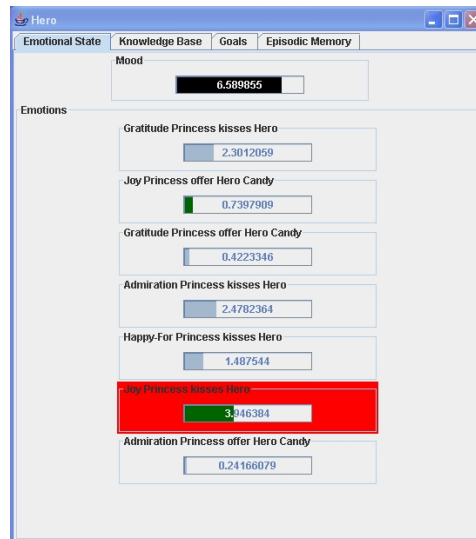 Hero
Emotional State Knowledge Base Goals Episodic Memory
Mood
6.589855
Emotions
Gratitude Princess kisses Hero
2.3012059
Joy Princess offer Hero Candy
0.7397909
Gratitude Princess offer Hero Candy
0.4223346
Admiration Princess kisses Hero
2.4782364
Happy-For Princess kisses Hero
1.487544
Joy Princess kisses Hero
3.946384
Admiration Princess offer Hero Candy
0.24166079